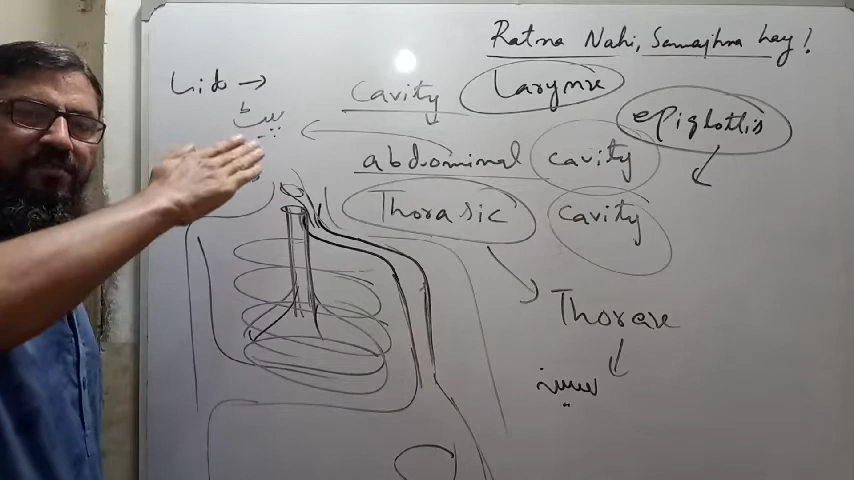 Ratna Nahi, Samajhna hay!
Lid →
پیٹ
Cavity
Larynx
epiglottis
abdominal cavity
Thorasic cavity
Thorax
سینہ